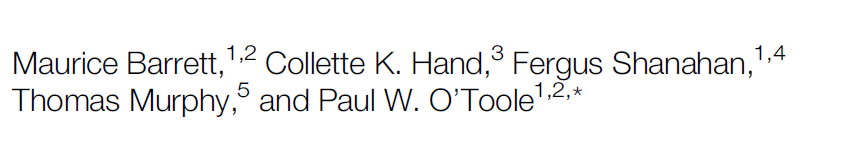 Maurice Barrett,1,2 Collette K. Hand,3 Fergus Shanahan,1,4
Thomas Murphy,5 and Paul W. O'Toole1,2,*